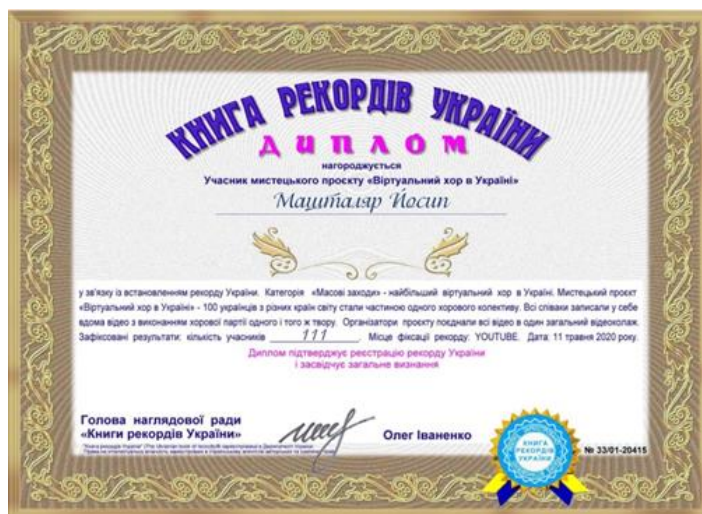 КНИГА РЕКОРДІВ УКРАЇНИ
ДИПЛОМ
нагороджується
Учасник мистецького проєкту «Віртуальний хор в Україні»
Машталяр Йосип
у зв'язку із встановленням рекорду України. Категорія «Масові заходи» - найбільший віртуальний хор в Україні. Мистецький проєкт
«Віртуальний хор в Україні» - 100 українців з різних країн світу стали частиною одного хорового колективу. Всі співаки записали у себе
вдома відео з виконанням хорової партії одного і того ж твору. Організатори проєкту поєднали всі відео в один загальний відеоколаж.
Зафіксовані результати: кількість учасників 111. Місце фіксації рекорду: YOUTUBE. Дата: 11 травня 2020 року.
Диплом підтверджує реєстрацію рекорду України
і засвідчує загальне визнання
Голова наглядової ради
«Книги рекордів України»
Олег Іваненко
КНИГА
РЕКОРДІВ
УКРАЇНИ
№ 33/01-20415